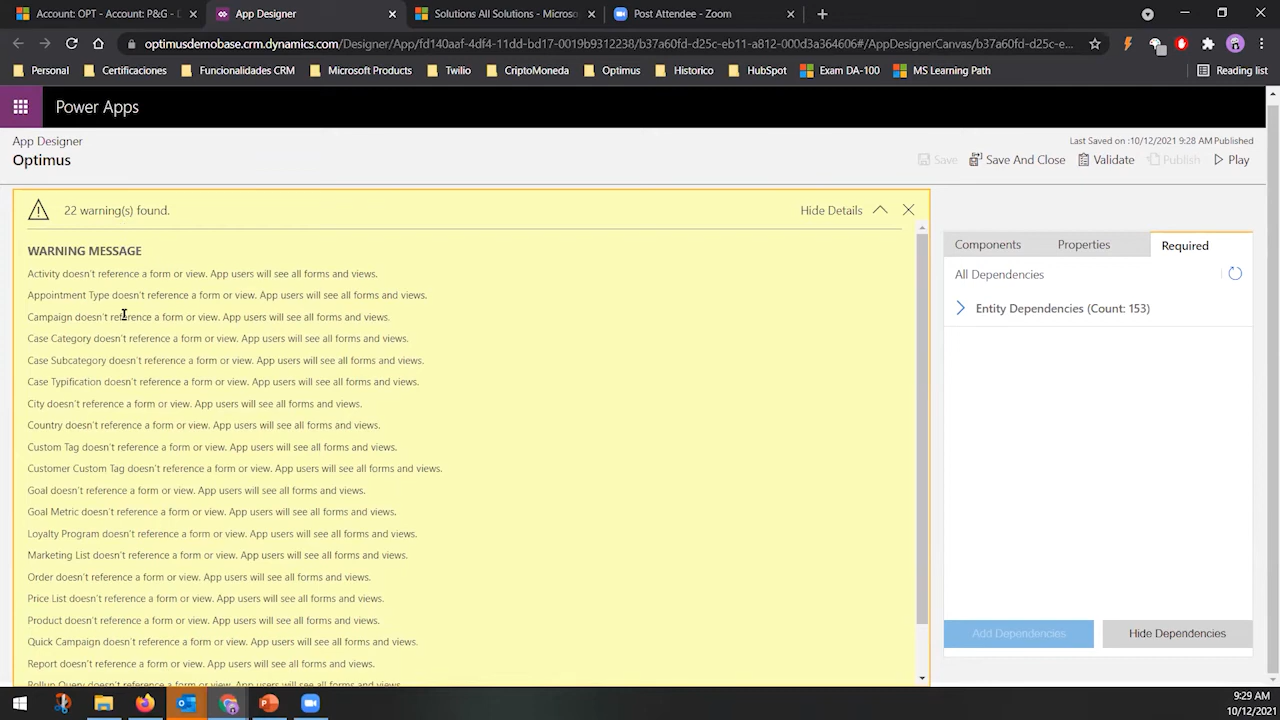 Account: P&G - OCT - Account: P&G - D
App Designer
Solutions All Solutions - Microso
Post Attendee - Zoom
optimusdemobase.crm.dynamics.com/Designer/App/fd140aaf-4df4-11dd-bd17-0019b9312238/b37a60fd-d25c-eb11-a812-000d3a364606#/AppDesignerCanvas/b37a60fd-d25c-e...
Personal
Certificaciones
Funcionalidades CRM
Microsoft Products
Twilio
CriptoMoneda
Optimus
Historico
HubSpot
Exam DA-100
MS Learning Path
Reading list
Power Apps
App Designer
Optimus
Last Saved on :10/12/2021 9:28 AM Published
Save
Save And Close
Validate
Publish
Play
22 warning(s) found.
Hide Details
WARNING MESSAGE
Activity doesn't reference a form or view. App users will see all forms and views.
Appointment Type doesn't reference a form or view. App users will see all forms and views.
Campaign doesn't reference a form or view. App users will see all forms and views.
Case Category doesn't reference a form or view. App users will see all forms and views.
Case Subcategory doesn't reference a form or view. App users will see all forms and views.
Case Typification doesn't reference a form or view. App users will see all forms and views.
City doesn't reference a form or view. App users will see all forms and views.
Country doesn't reference a form or view. App users will see all forms and views.
Custom Tag doesn't reference a form or view. App users will see all forms and views.
Customer Custom Tag doesn't reference a form or view. App users will see all forms and views.
Goal doesn't reference a form or view. App users will see all forms and views.
Goal Metric doesn't reference a form or view. App users will see all forms and views.
Loyalty Program doesn't reference a form or view. App users will see all forms and views.
Marketing List doesn't reference a form or view. App users will see all forms and views.
Order doesn't reference a form or view. App users will see all forms and views.
Price List doesn't reference a form or view. App users will see all forms and views.
Product doesn't reference a form or view. App users will see all forms and views.
Quick Campaign doesn't reference a form or view. App users will see all forms and views.
Report doesn't reference a form or view. App users will see all forms and views.
Rollup Query doesn't reference a form or view. App users will see all forms and views.
Components
Properties
Required
All Dependencies
Entity Dependencies (Count: 153)
Add Dependencies
Hide Dependencies
9:29 AM
10/12/2021